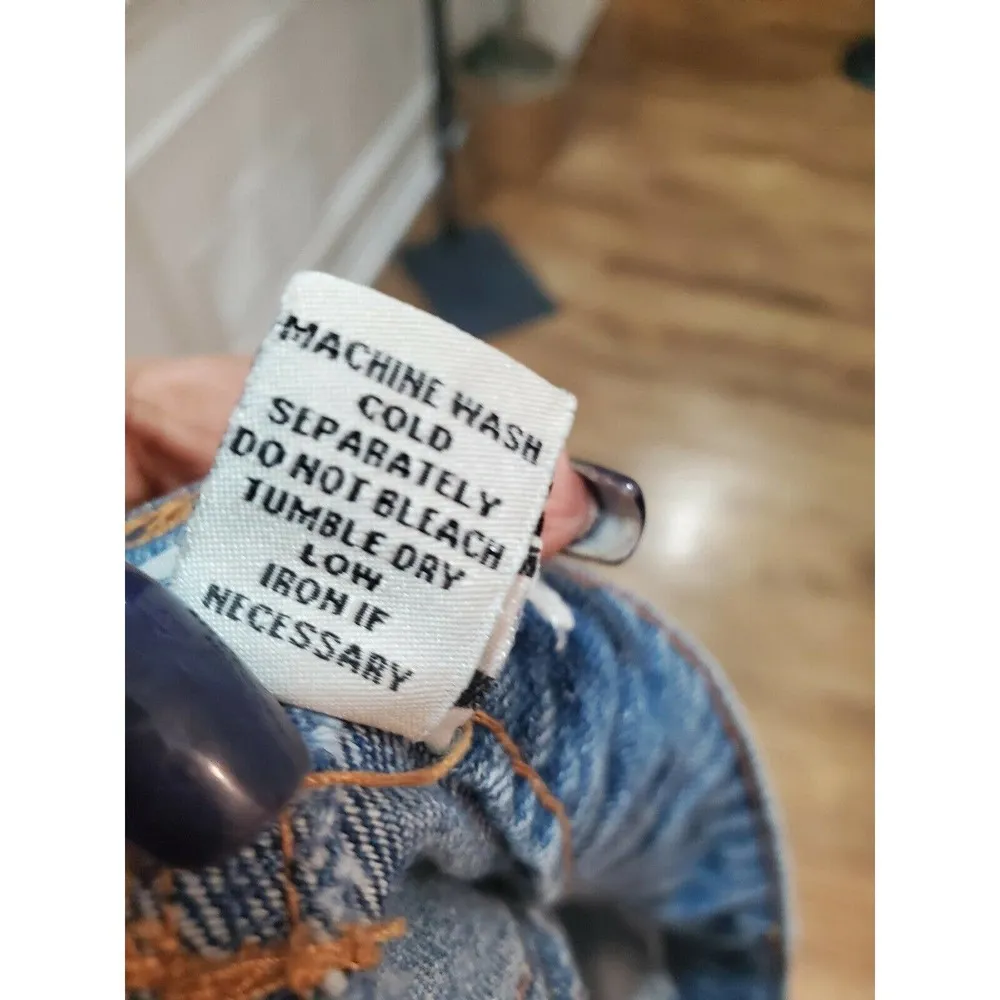 MACHINE WASH
COLD
SEPARATELY
DO NOT BLEACH
TUMBLE DRY
LOW
IRON IF
NECESSARY